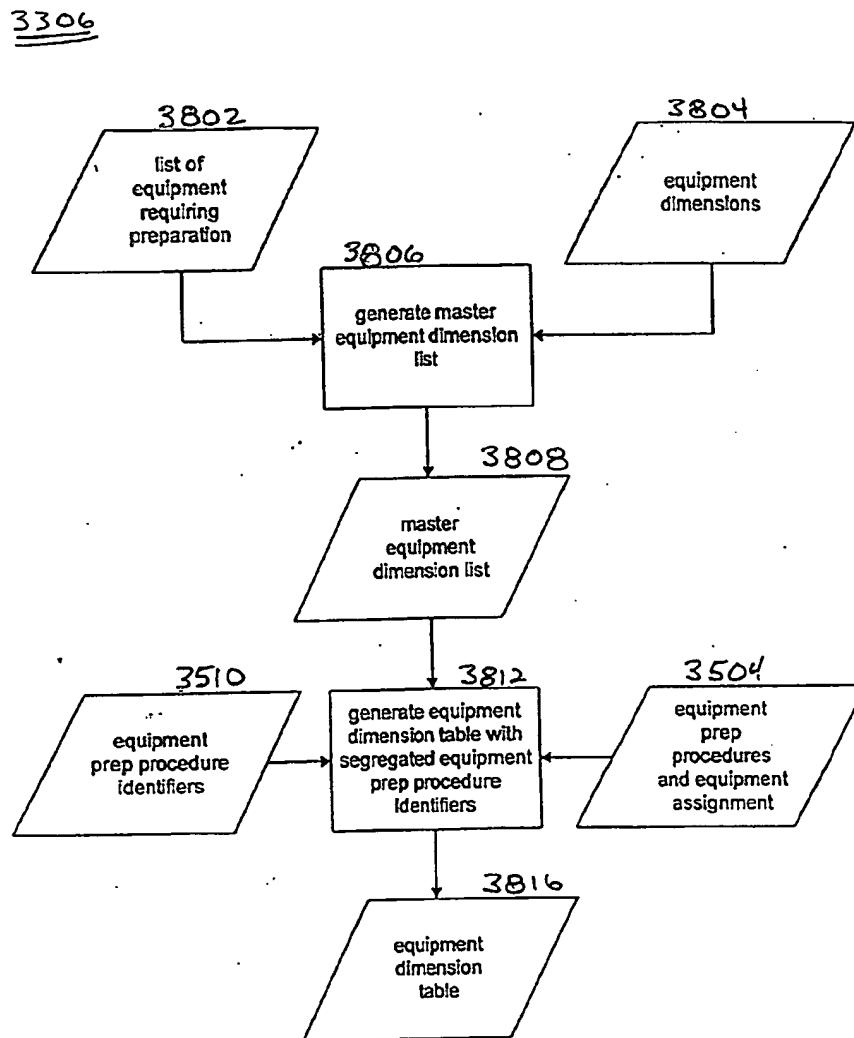 3306
3802
list of
equipment
requiring
preparation
3804
equipment
dimensions
3806
generate master
equipment dimension
list
3808
master
equipment
dimension list
3510
equipment
prep procedure
identifiers
3812
generate equipment
dimension table with
segregated equipment
prep procedure
identifiers
3504
equipment
prep
procedures
and equipment
assignment
3816
equipment
dimension
table